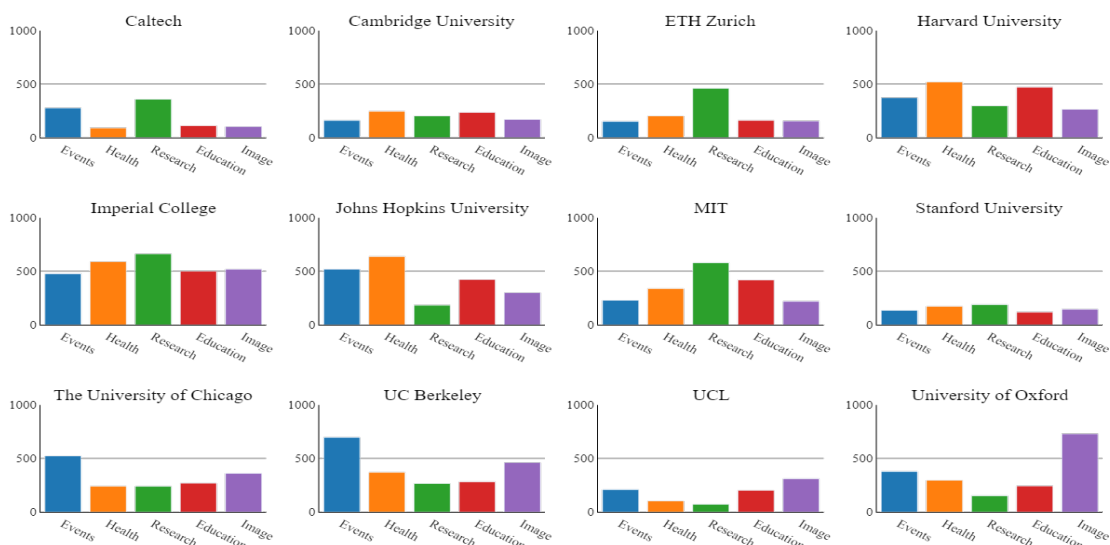 Caltech
Cambridge University
ETH Zurich
Harvard University
1000
500
0
Events
Health
Research
Education
Image
1000
500
0
Events
Health
Research
Education
Image
1000
500
0
Events
Health
Research
Education
Image
1000
500
0
Events
Health
Research
Education
Image
Imperial College
Johns Hopkins University
MIT
Stanford University
1000
500
0
Events
Health
Research
Education
Image
1000
500
0
Events
Health
Research
Education
Image
1000
500
0
Events
Health
Research
Education
Image
1000
500
0
Events
Health
Research
Education
Image
The University of Chicago
UC Berkeley
UCL
University of Oxford
1000
500
0
Events
Health
Research
Education
Image
1000
500
0
Events
Health
Research
Education
Image
1000
500
0
Events
Health
Research
Education
Image
1000
500
0
Events
Health
Research
Education
Image